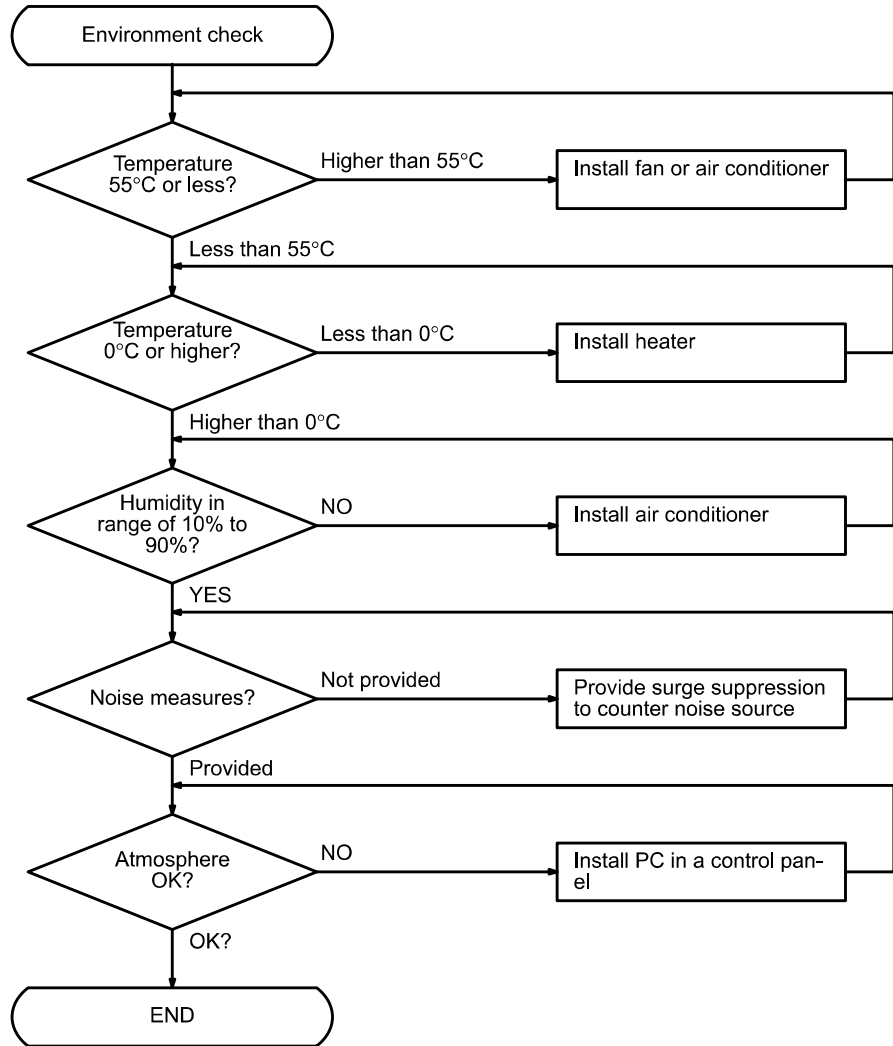 Environment check
Temperature
55°C or less?
Higher than 55°C
Install fan or air conditioner
Less than 55°C
Temperature
0°C or higher?
Less than 0°C
Install heater
Higher than 0°C
Humidity in
range of 10% to
90%?
NO
Install air conditioner
YES
Noise measures?
Not provided
Provide surge suppression
to counter noise source
Provided
Atmosphere
OK?
NO
Install PC in a control pan-
el
OK?
END